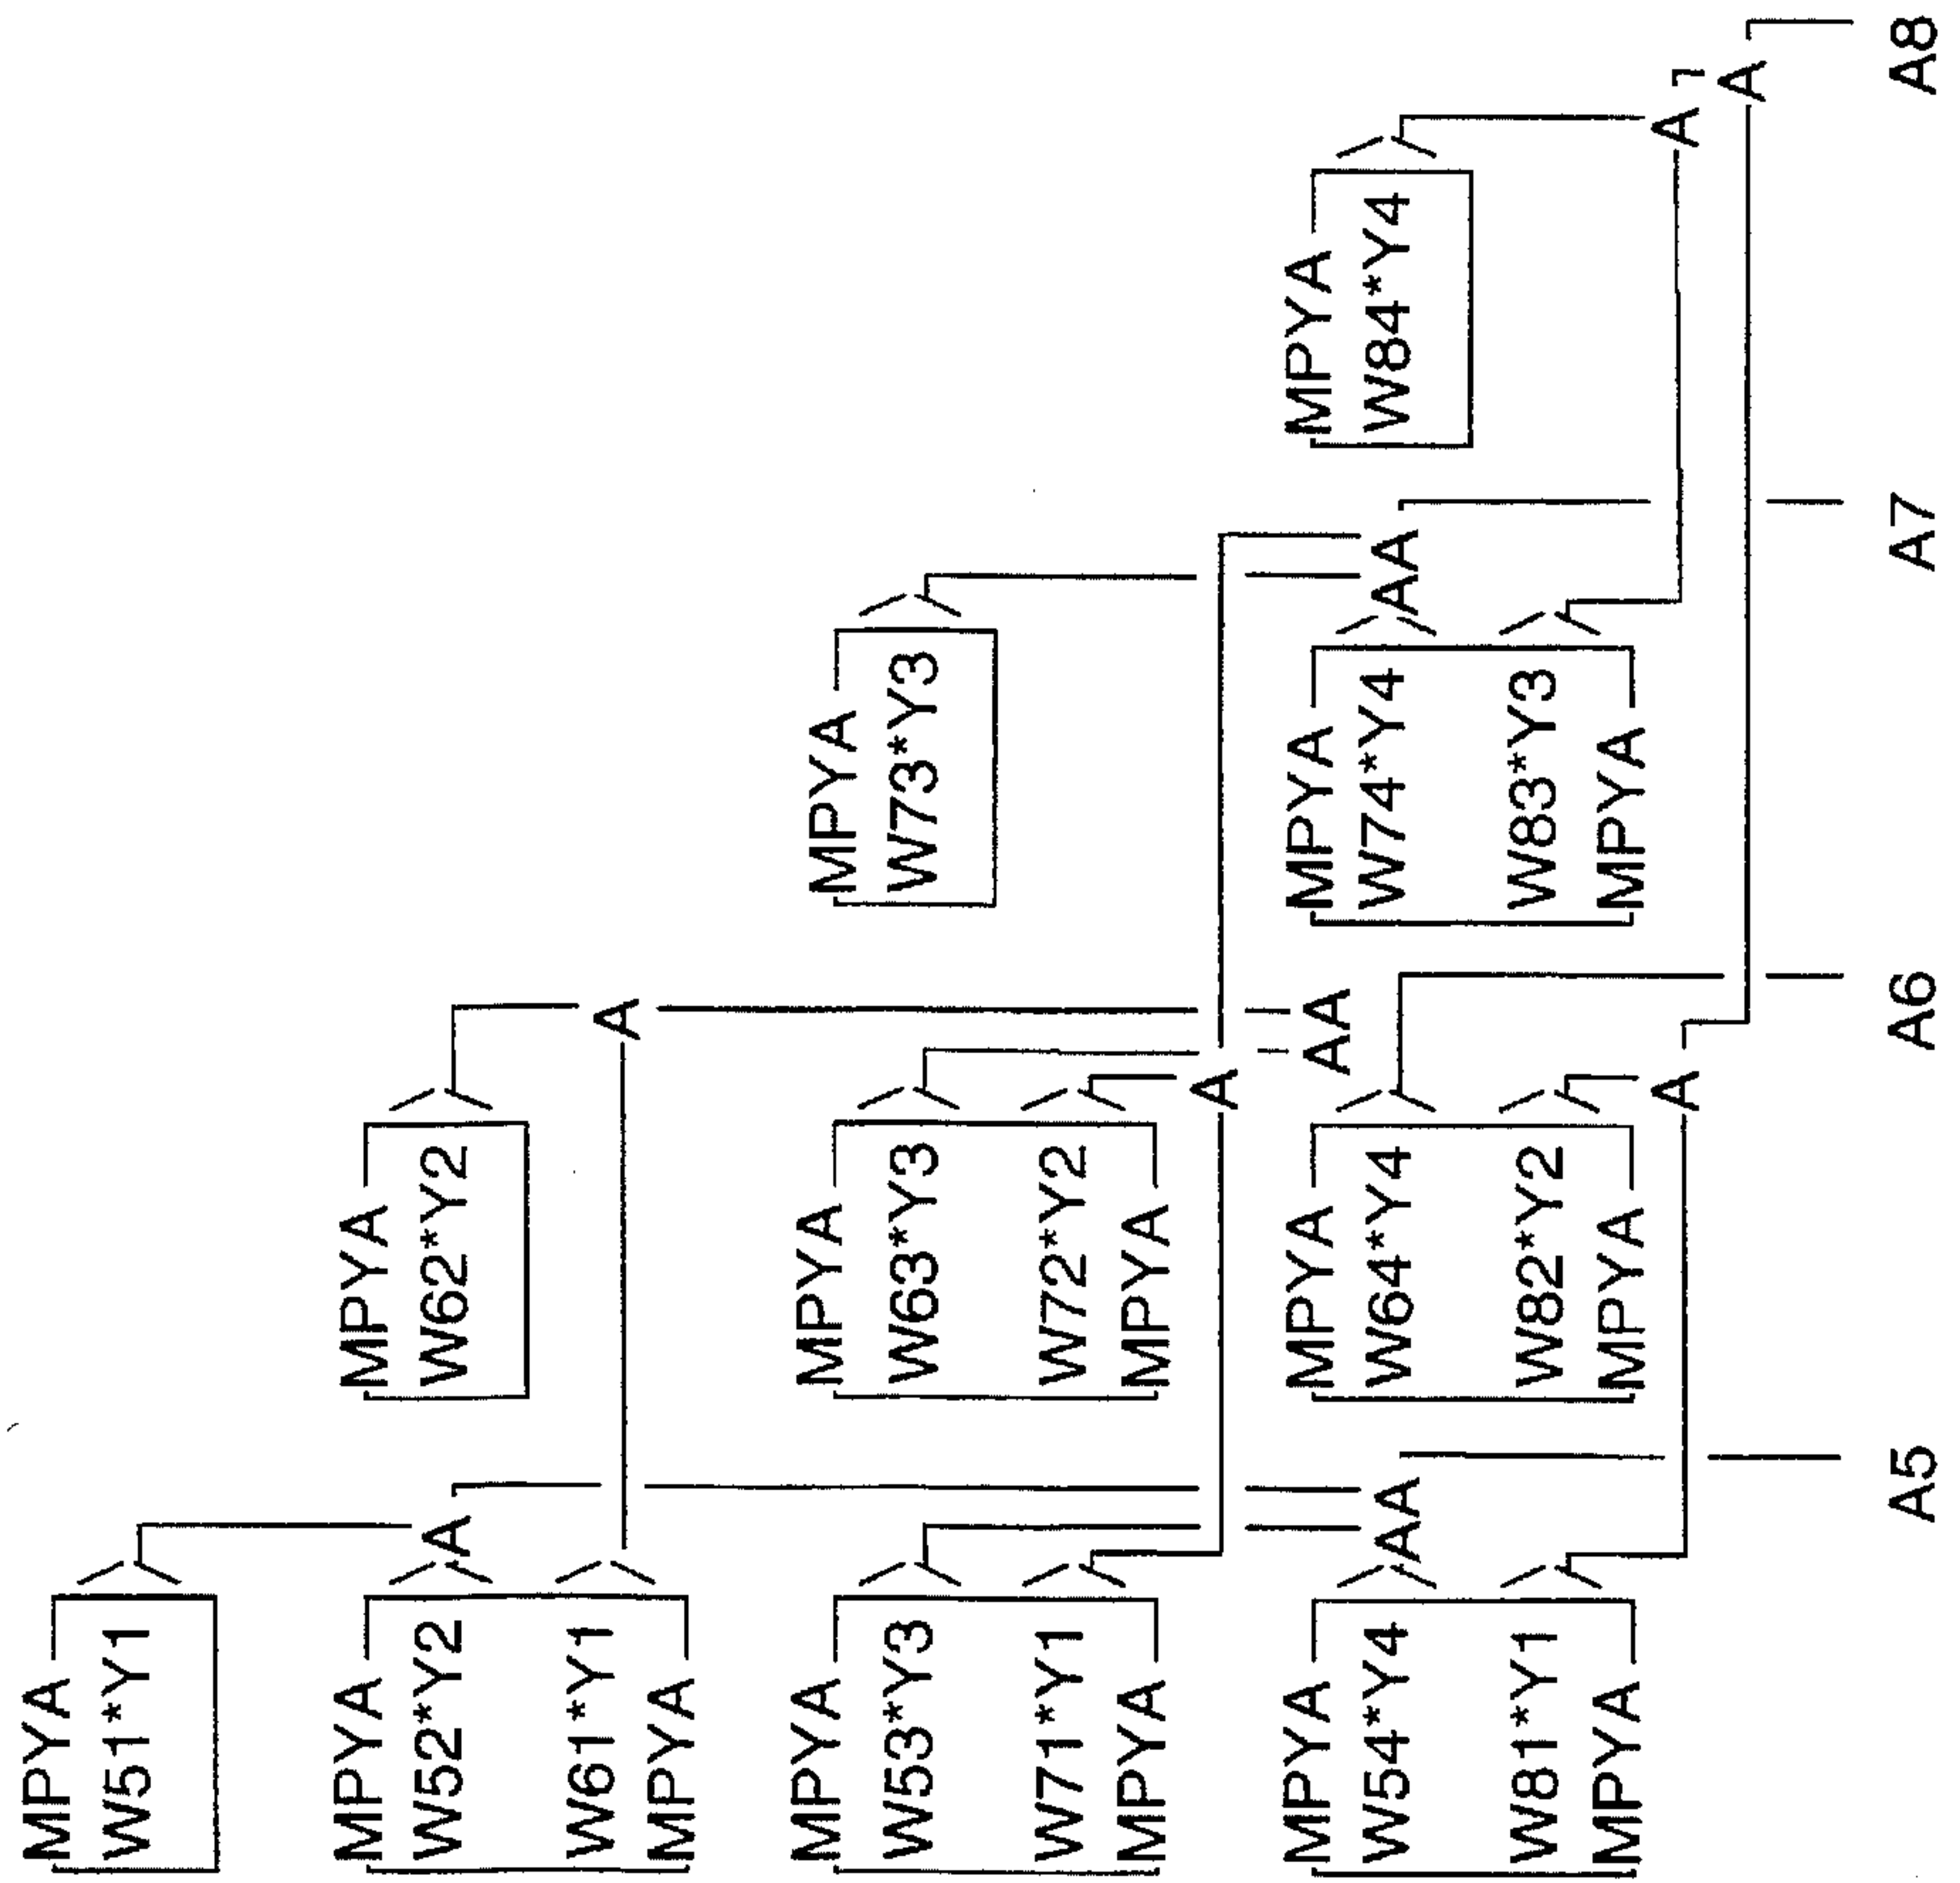 MPYA
W51*Y1
MPYA MPYA
W52*Y2 A W62*Y2
W61*Y1 A
MPYA
MPYA MPYA MPYA
W53*Y3 W63*Y3 W73*Y3
W71*Y1 W72*Y2
MPYA MPYA
A
MPYA MPYA AA MPYA MPYA
W54*Y4 AA W64*Y4 W74*Y4 AA W84*Y4
W81*Y1 W82*Y2 W83*Y3
MPYA MPYA MPYA
A A
A
A5 A6 A7 A8